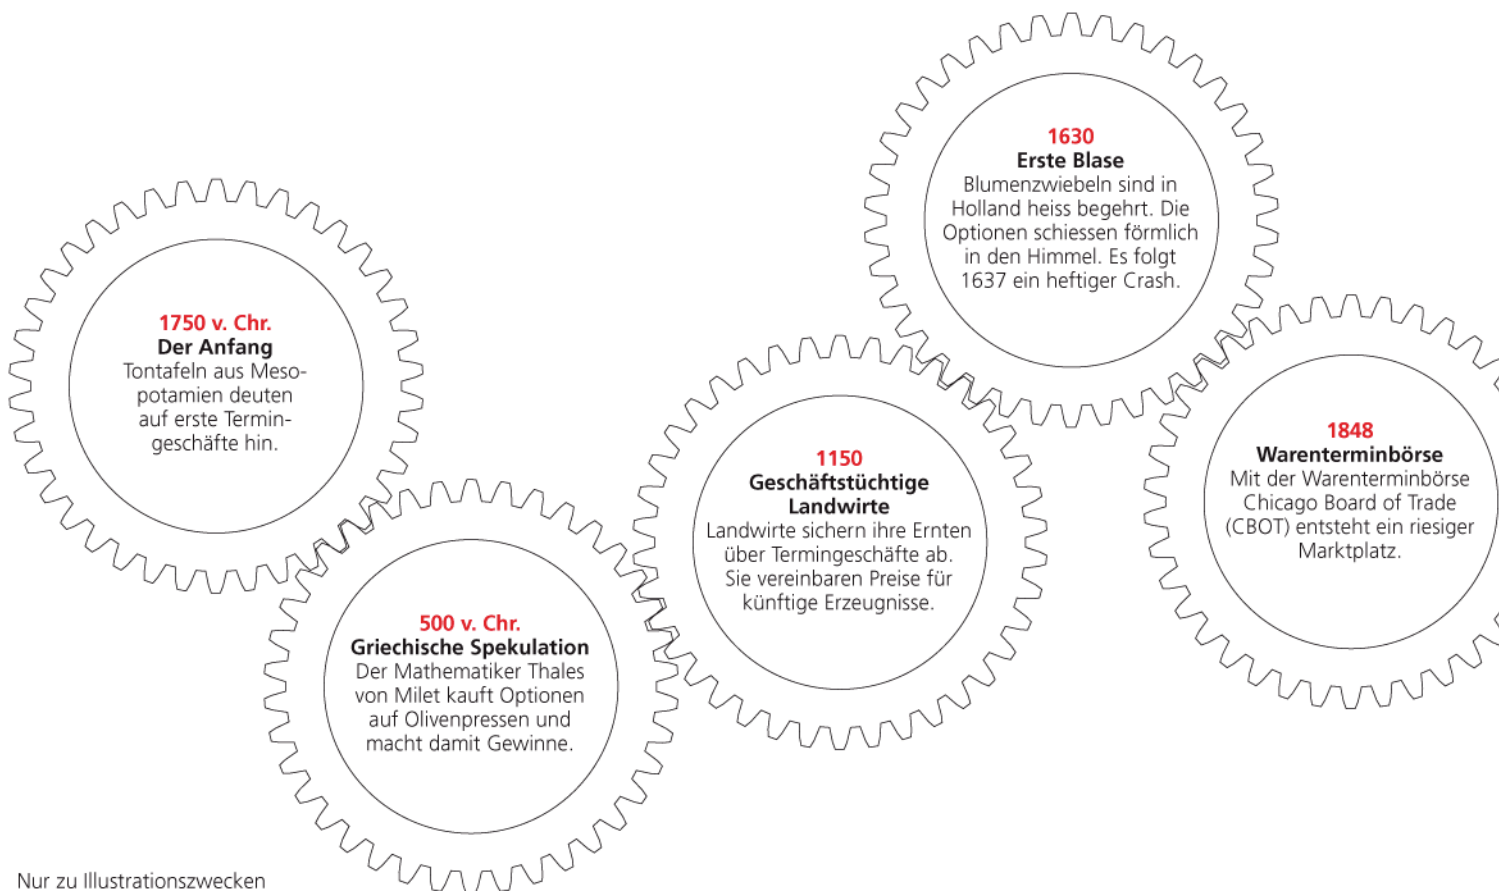 1750 v. Chr.
Der Anfang
Tontafeln aus Meso-
potamien deuten
auf erste Termin-
geschäfte hin.
500 v. Chr.
Griechische Spekulation
Der Mathematiker Thales
von Milet kauft Optionen
auf Olivenpressen und
macht damit Gewinne.
1150
Geschäftstüchtige
Landwirte
Landwirte sichern ihre Ernten
über Termingeschäfte ab.
Sie vereinbaren Preise für
künftige Erzeugnisse.
1630
Erste Blase
Blumenzwiebeln sind in
Holland heiss begehrt. Die
Optionen schiessen förmlich
in den Himmel. Es folgt
1637 ein heftiger Crash.
1848
Warenterminbörse
Mit der Warenterminbörse
Chicago Board of Trade
(CBOT) entsteht ein riesiger
Marktplatz.
Nur zu Illustrationszwecken